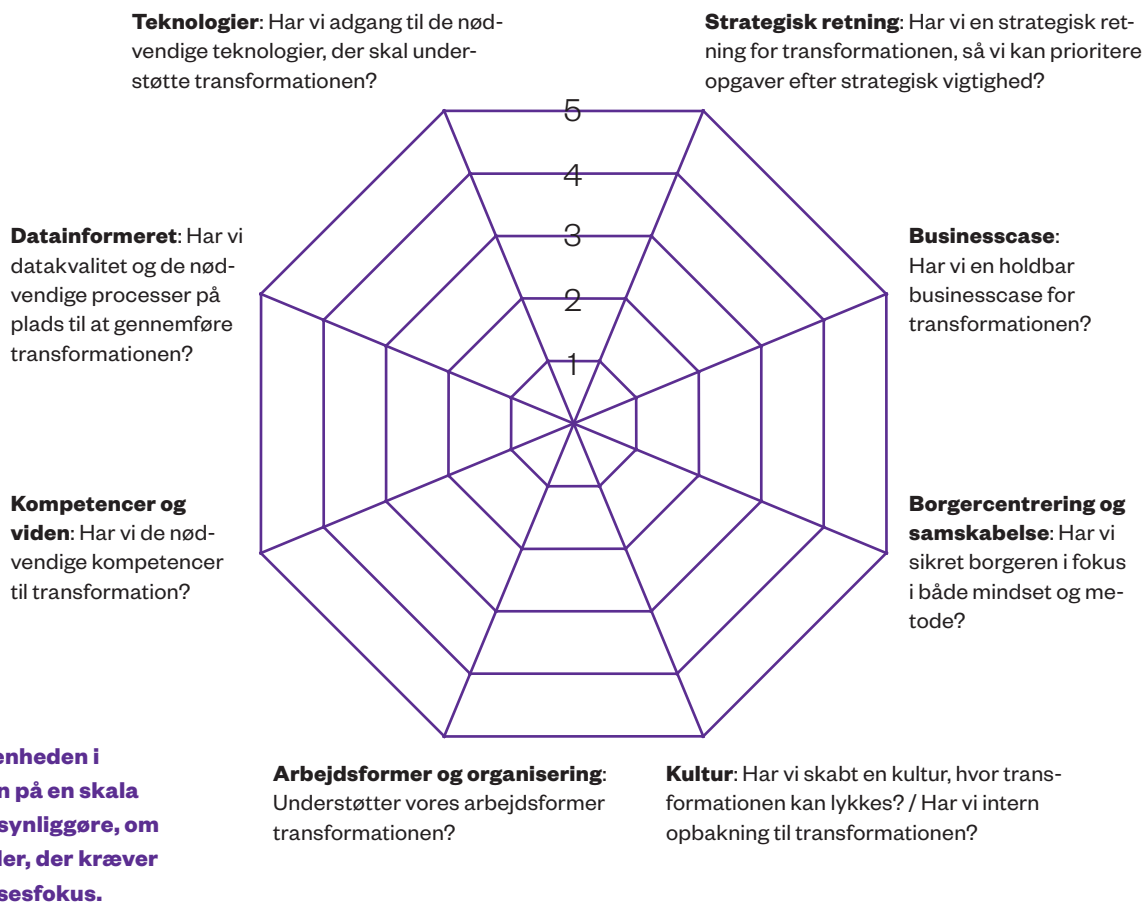 Teknologier: Har vi adgang til de nød-
vendige teknologier, der skal under-
støtte transformationen?
Strategisk retning: Har vi en strategisk ret-
ning for transformationen, så vi kan prioritere
opgaver efter strategisk vigtighed?
5
4
3
2
1
Datainformeret: Har vi
datakvalitet og de nød-
vendige processer på
plads til at gennemføre
transformationen?
Businesscase:
Har vi en holdbar
businesscase for
transformationen?
Kompetencer og
viden: Har vi de nød-
vendige kompetencer
til transformation?
Borgercentrering og
samskabelse: Har vi
sikret borgeren i fokus
i både mindset og me-
tode?
Arbejdsformer og organisering:
Understøtter vores arbejdsformer
transformationen?
Kultur: Har vi skabt en kultur, hvor trans-
formationen kan lykkes? / Har vi intern
opbakning til transformationen?
enheden i
på en skala
synliggøre, om
der kræver